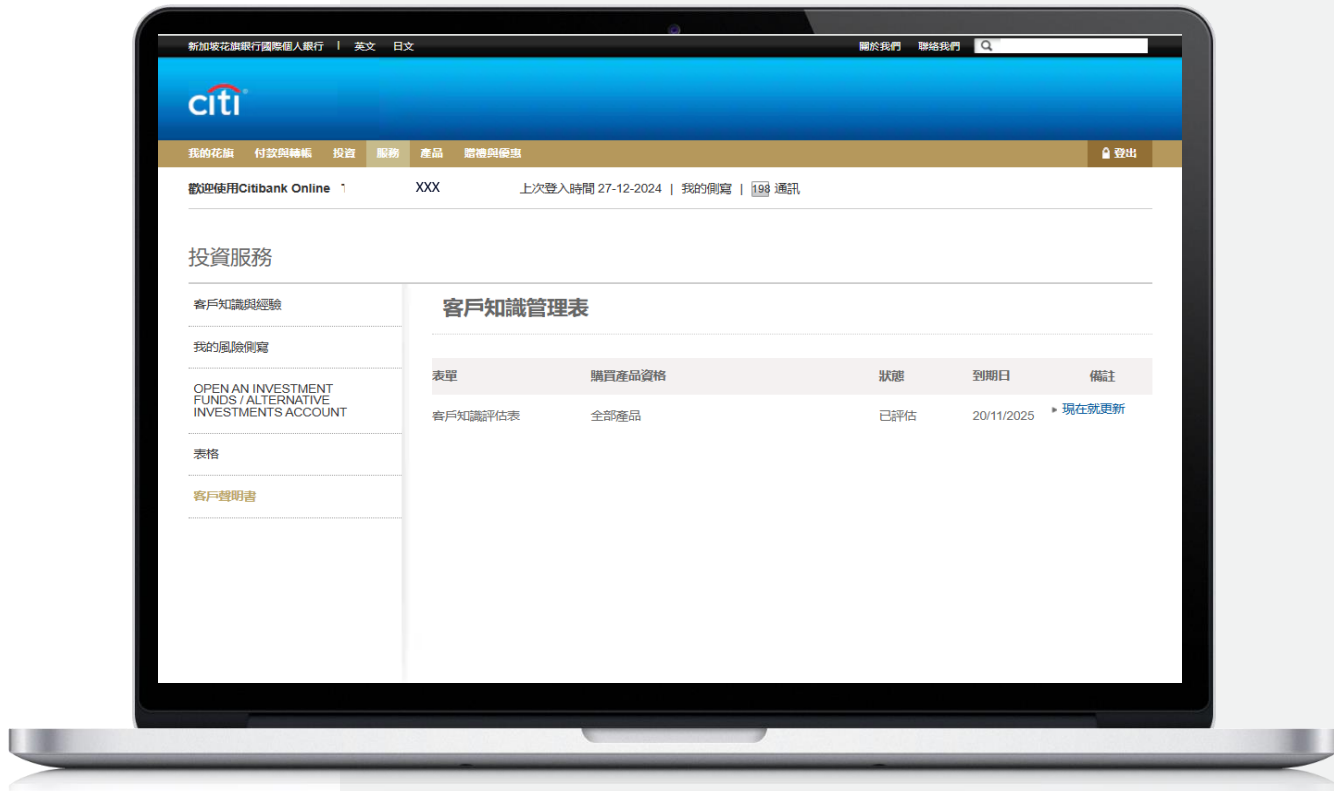 新加坡花旗銀行國際個人銀行 | 英文 日文 關於我們 聯絡我們
citi
我的花旗 付款與轉帳 投資 服務 產品 贈禮與優惠 登出
歡迎使用Citibank Online XXX 上次登入時間 27-12-2024 | 我的側寫 | 198 通訊
投資服務
客戶知識與經驗
我的風險側寫
OPEN AN INVESTMENT
FUNDS / ALTERNATIVE
INVESTMENTS ACCOUNT
表格
客戶聲明書
客戶知識管理表
表單 購買產品資格 狀態 到期日 備註
客戶知識評估表 全部產品 已評估 20/11/2025 現在就更新